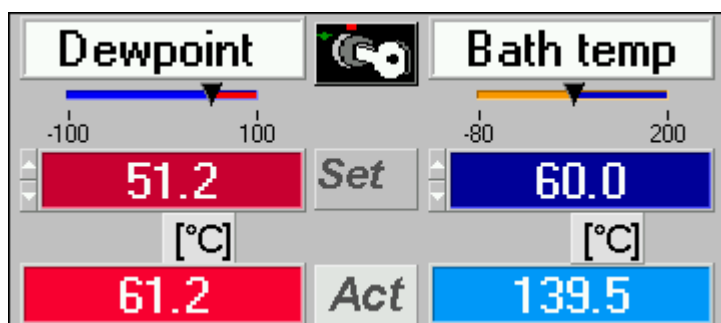 Dewpoint Bath temp
-100 100 -80 200
51.2 Set 60.0
[°C] [°C]
61.2 Act 139.5